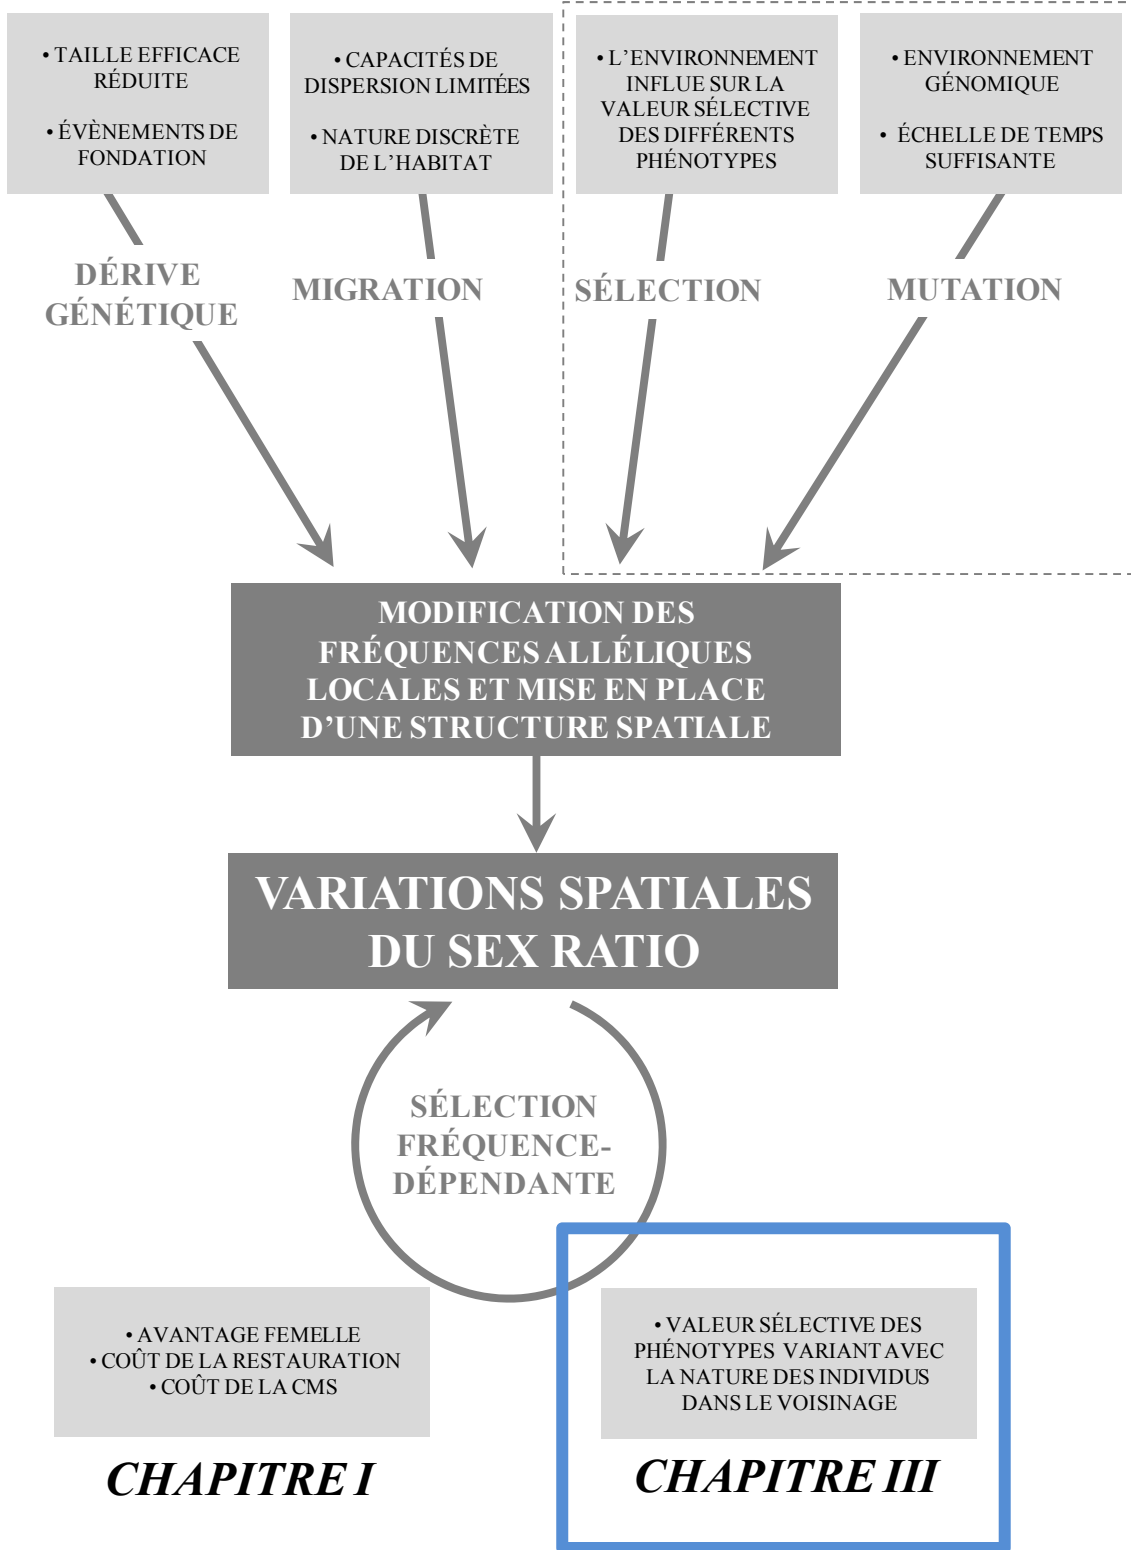 • TAILLE EFFICACE
RÉDUITE
• ÉVÈNEMENTS DE
FONDATION
• CAPACITÉS DE
DISPERSION LIMITÉES
• NATURE DISCRÈTE
DE L'HABITAT
• L'ENVIRONNEMENT
INFLUE SUR LA
VALEUR SÉLECTIVE
DES DIFFÉRENTS
PHÉNOTYPES
• ENVIRONNEMENT
GÉNOMIQUE
• ÉCHELLE DE TEMPS
SUFFISANTE
DÉRIVE
GÉNÉTIQUE
MIGRATION
SÉLECTION
MUTATION
MODIFICATION DES
FRÉQUENCES ALLÉLIQUES
LOCALES ET MISE EN PLACE
D'UNE STRUCTURE SPATIALE
VARIATIONS SPATIALES
DU SEX RATIO
SÉLECTION
FRÉQUENCE-
DÉPENDANTE
• AVANTAGE FEMELLE
• COÛT DE LA RESTAURATION
• COÛT DE LA CMS
CHAPITRE I
• VALEUR SÉLECTIVE DES
PHÉNOTYPES VARIANT AVEC
LA NATURE DES INDIVIDUS
DANS LE VOISINAGE
CHAPITRE III